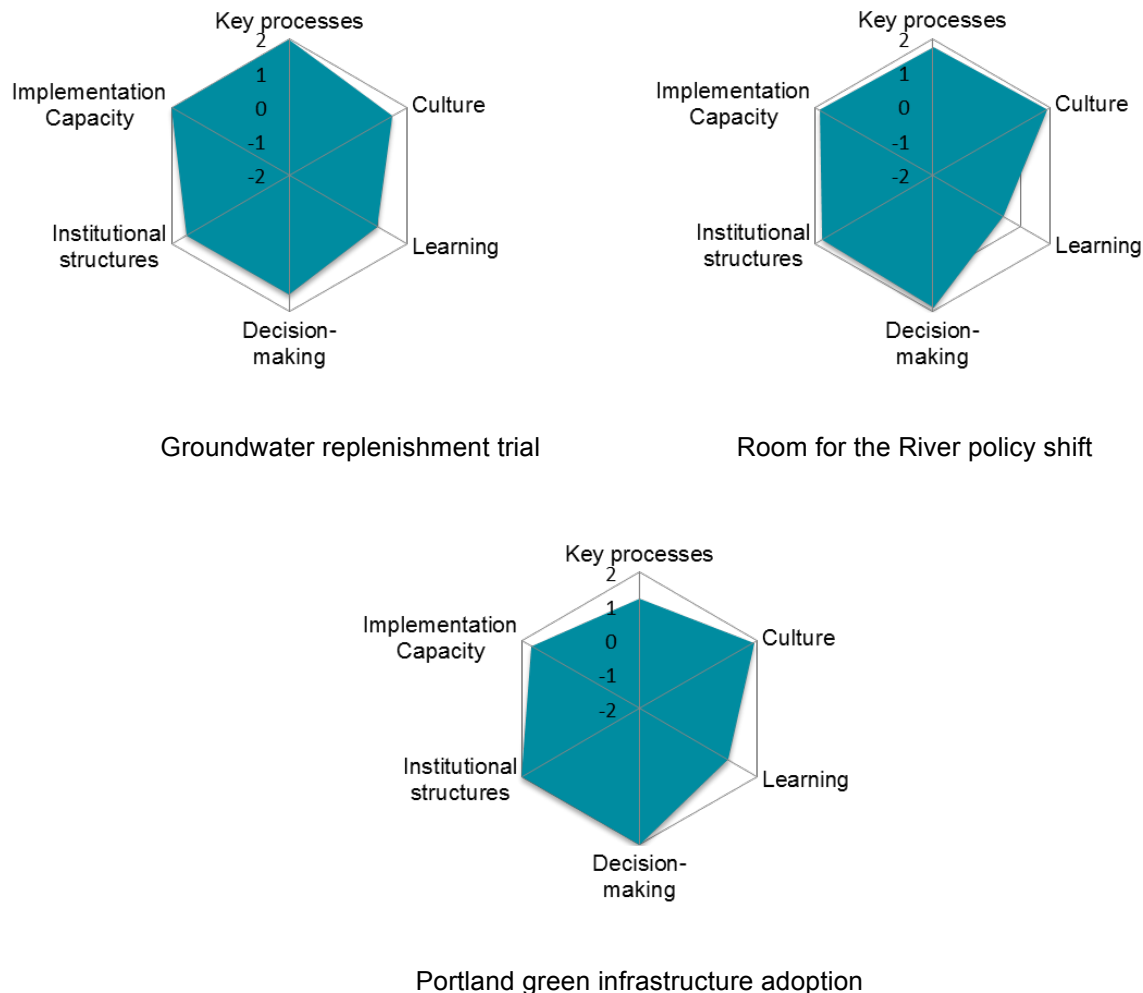 Key processes
2
1
0
-1
-2
Implementation
Capacity
Culture
Institutional
structures
Learning
Decision-
making
Groundwater replenishment trial
Key processes
2
1
0
-1
-2
Implementation
Capacity
Culture
Institutional
structures
Learning
Decision-
making
Room for the River policy shift
Key processes
2
1
0
-1
-2
Implementation
Capacity
Culture
Institutional
structures
Learning
Decision-
making
Portland green infrastructure adoption